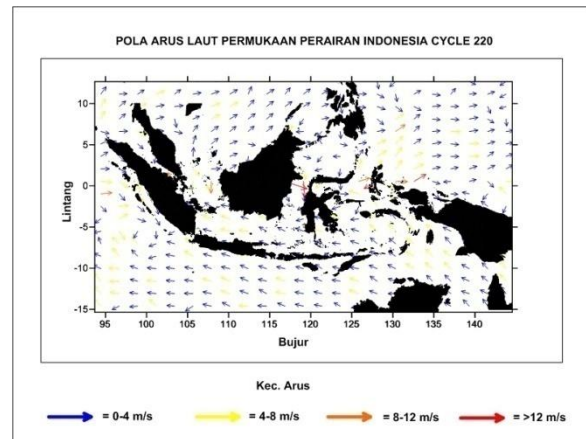 POLA ARUS LAUT PERMUKAAN PERAIRAN INDONESIA CYCLE 220
10
5
0
-5
-10
-15
Lintang
95 100 105 110 115 120 125 130 135 140
Bujur
Kec. Arus
= 0-4 m/s = 4-8 m/s = 8-12 m/s = >12 m/s